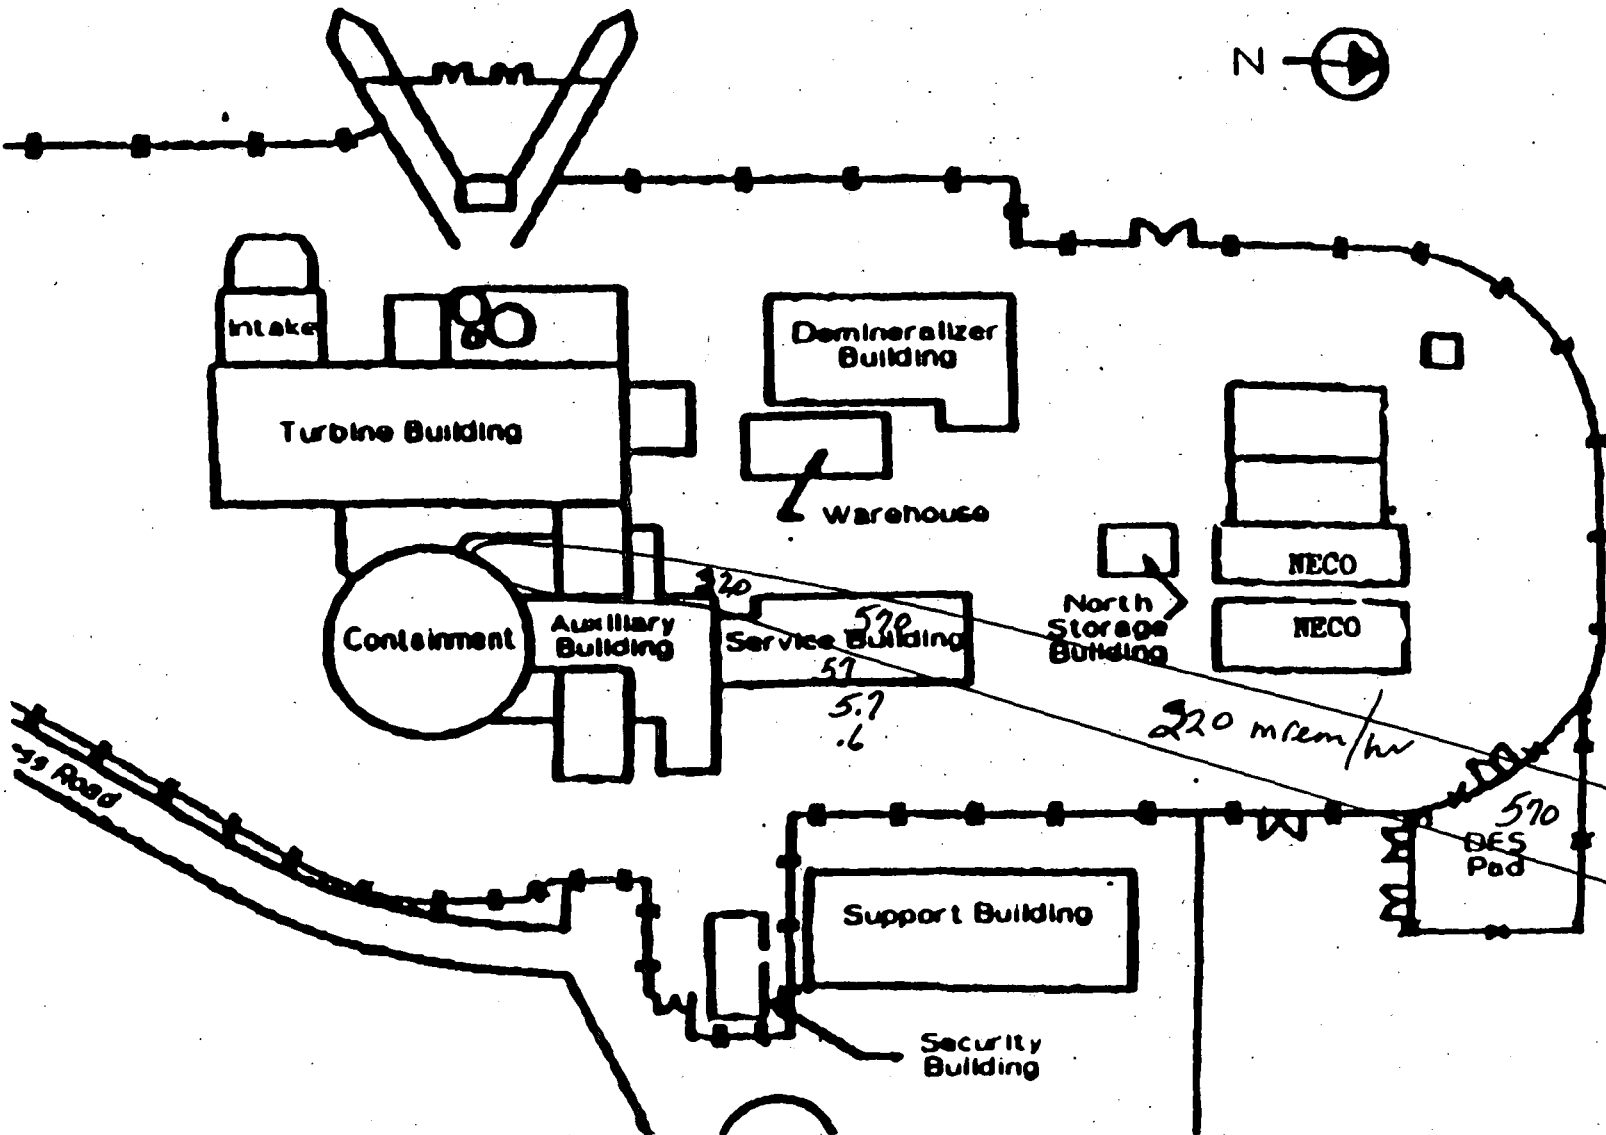 N
Intake
Demineralizer
Building
Turbine Building
Warehouse
NECO
North
Storage
Building
NECO
Containment
Auxiliary
Building
Service Building
520
570
57
5.7
.6
220 mrem/hr
570
DES
Pad
ss Road
Support Building
Security
Building